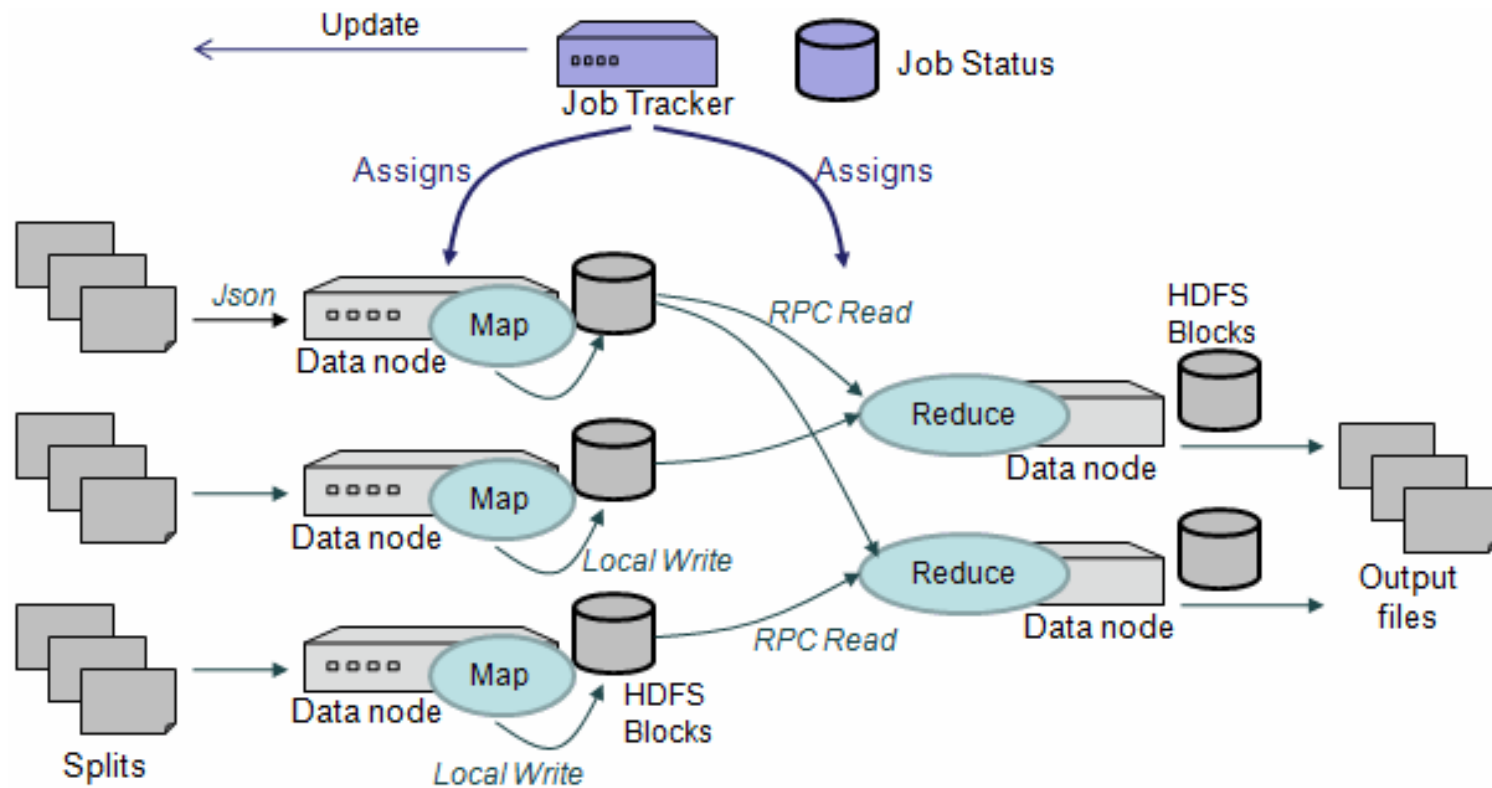 Update
Job Tracker
Job Status
Assigns
Assigns
Json
Map
Data node
RPC Read
HDFS
Blocks
Reduce
Data node
Map
Data node
Local Write
Reduce
Data node
Output
files
RPC Read
Map
Data node
HDFS
Blocks
Splits
Local Write